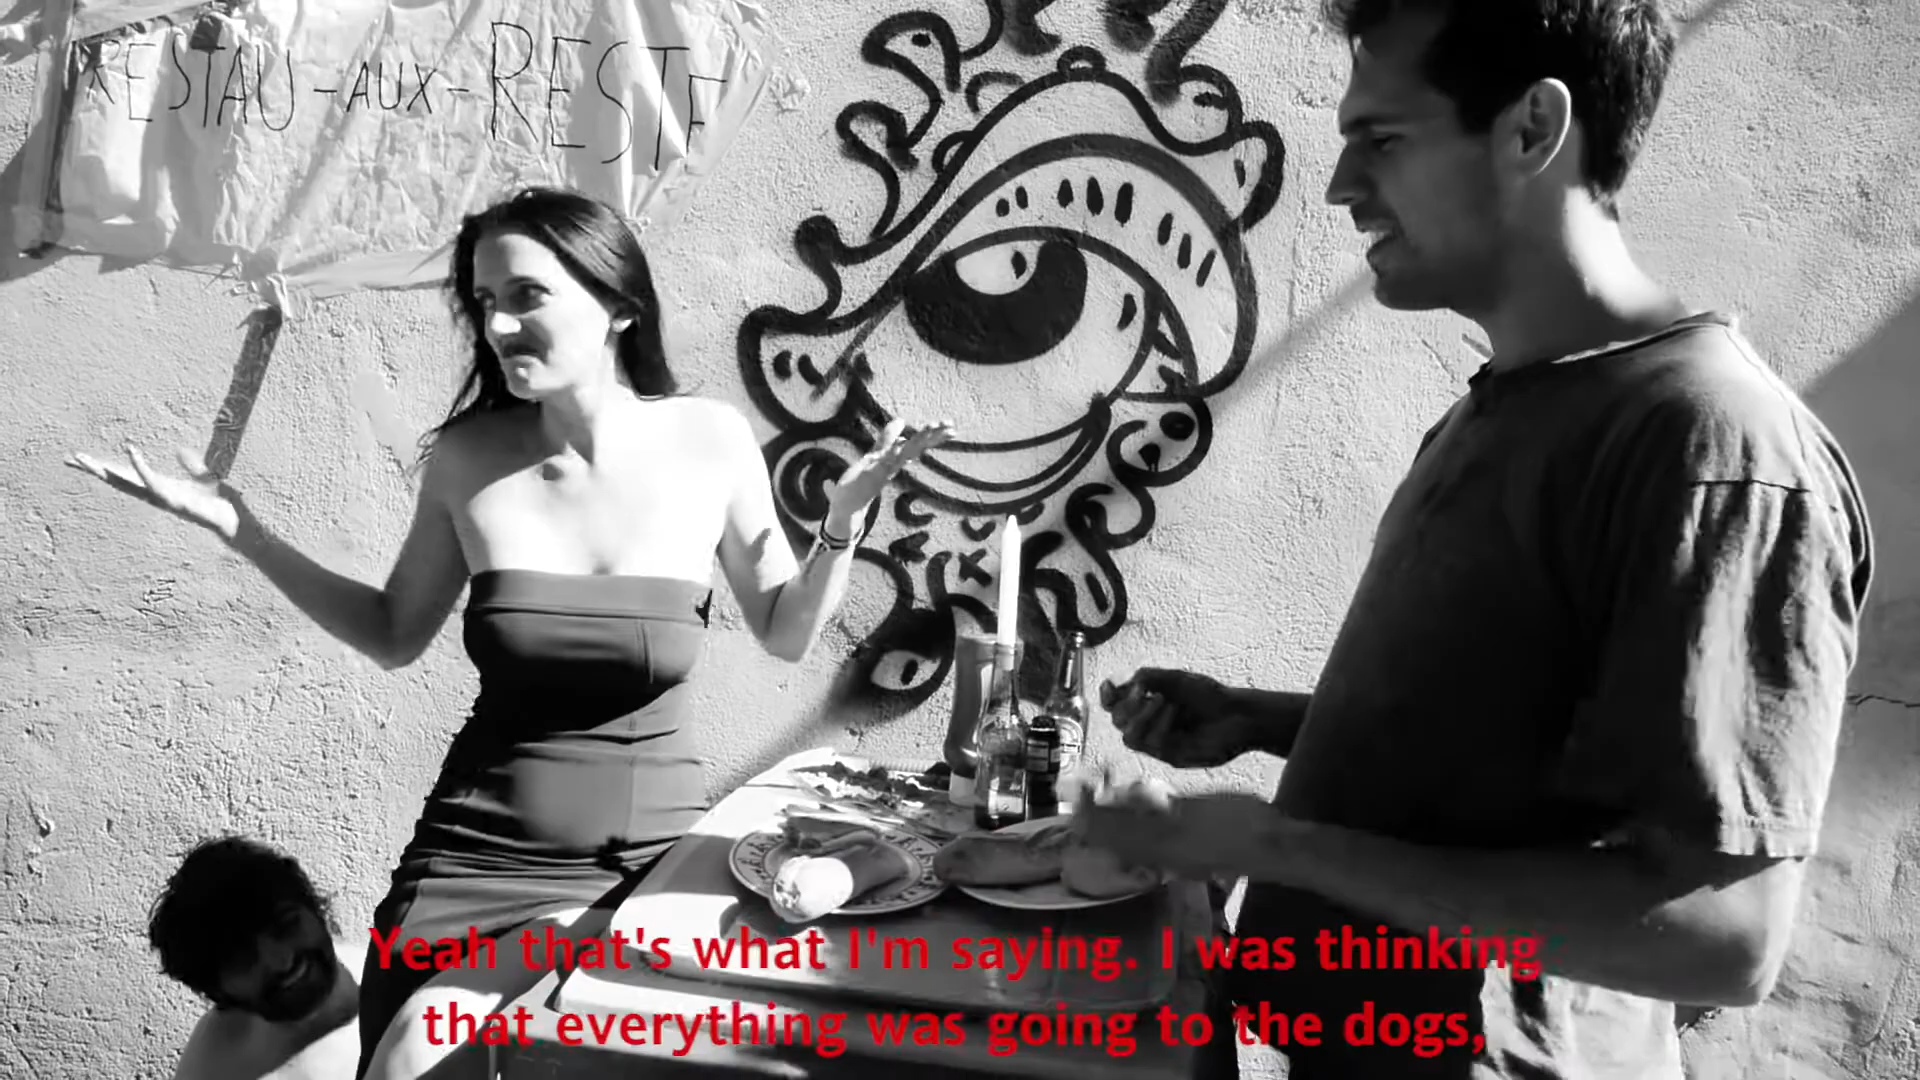 RESTAU-AUX-RESTE
Yeah that's what I'm saying. I was thinking
that everything was going to the dogs,